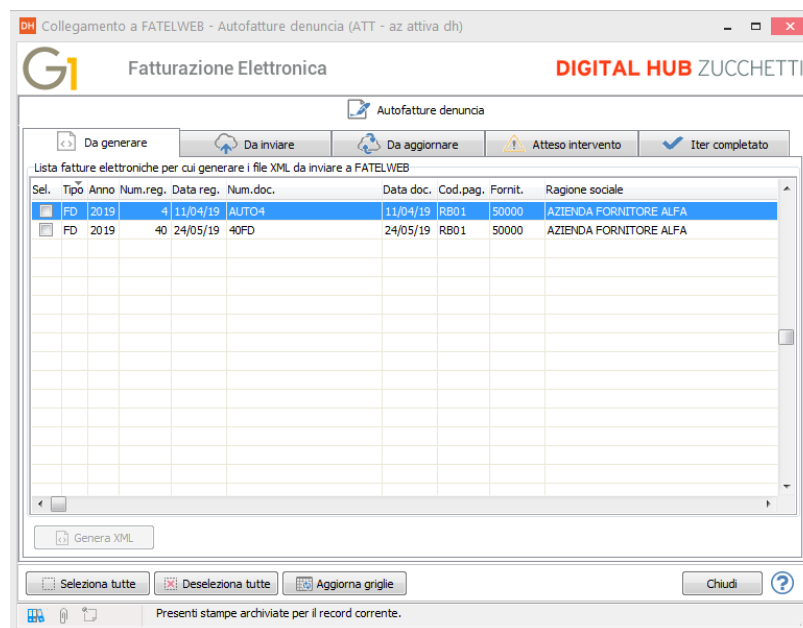 DH Collegamento a FATELWEB - Autofatture denuncia (ATT - az attiva dh)
G1 Fatturazione Elettronica DIGITAL HUB ZUCCHETTI
Autofatture denuncia
Da generare Da inviare Da aggiornare Atteso intervento Iter completato
Lista fatture elettroniche per cui generare i file XML da inviare a FATELWEB
Sel. Tipo Anno Num.reg. Data reg. Num.doc. Data doc. Cod.pag. Fornit. Ragione sociale
FD 2019 4 11/04/19 AUTO4 11/04/19 RB01 50000 AZIENDA FORNITORE ALFA
FD 2019 40 24/05/19 40FD 24/05/19 RB01 50000 AZIENDA FORNITORE ALFA
Genera XML
Seleziona tutte Deseleziona tutte Aggiorna griglie Chiudi ?
Presenti stampe archiviate per il record corrente.